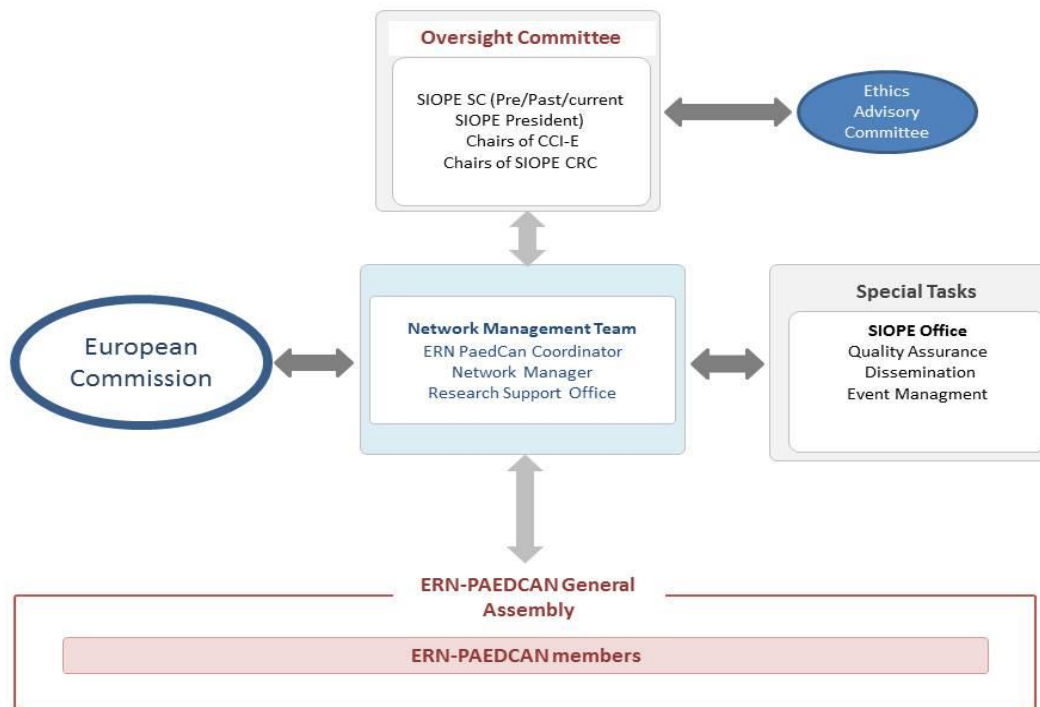 Oversight Committee
SIOPE SC (Pre/Past/current
SIOPE President)
Chairs of CCI-E
Chairs of SIOPE CRC
Ethics
Advisory
Committee
European
Commission
Network Management Team
ERN PaedCan Coordinator
Network Manager
Research Support Office
Special Tasks
SIOPE Office
Quality Assurance
Dissemination
Event Managment
ERN-PAEDCAN General
Assembly
ERN-PAEDCAN members